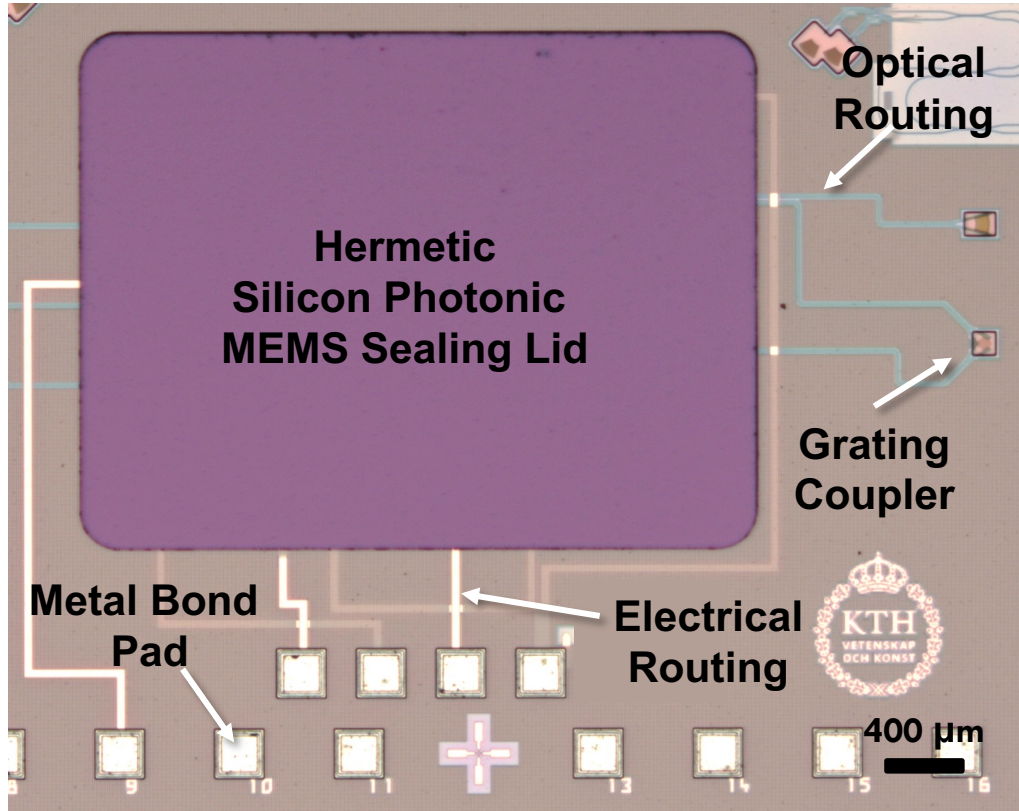 Optical
Routing
Hermetic
Silicon Photonic
MEMS Sealing Lid
Grating
Coupler
Metal Bond
Pad
Electrical
Routing
KTH
VETENSKAP
OCH KONST
400 µm
8 9 10 11 13 14 15 16